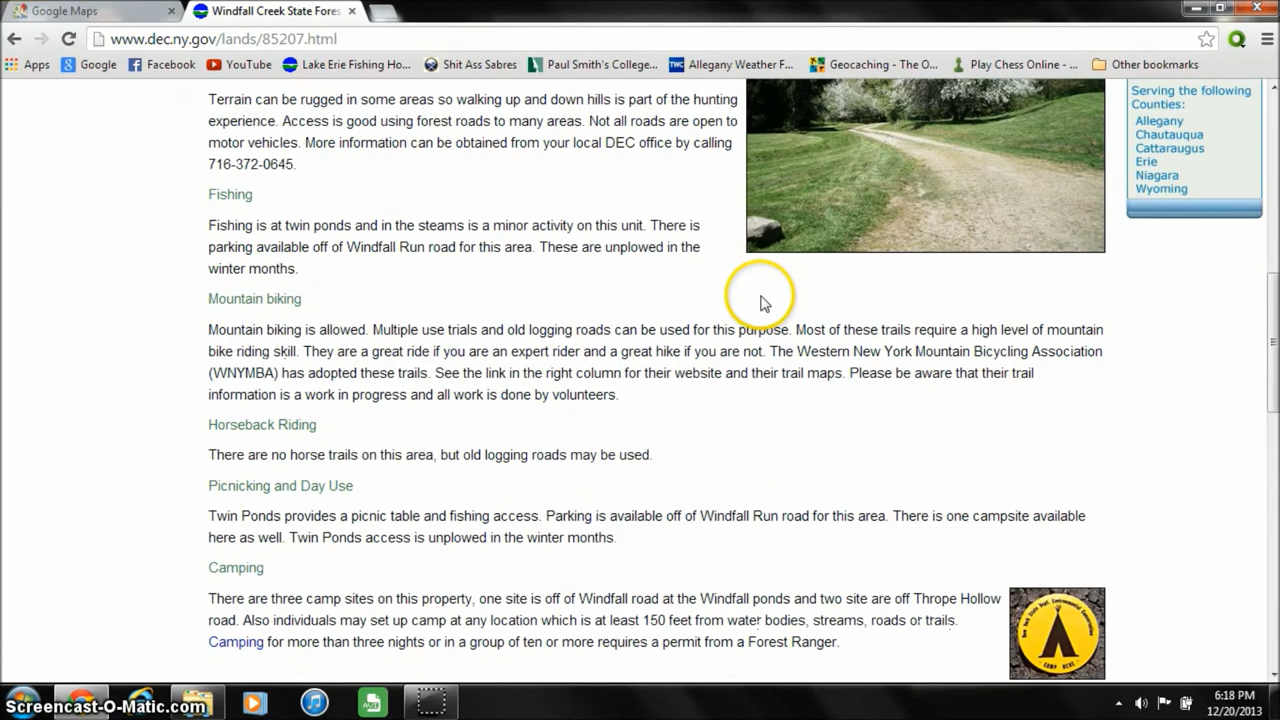 Google Maps
Windfall Creek State Fores
www.dec.ny.gov/lands/85207.html
Apps Google Facebook YouTube Lake Erie Fishing Ho... Shit Ass Sabres Paul Smith's College... Allegany Weather F... Geocaching - The O... Play Chess Online - ... Other bookmarks
Terrain can be rugged in some areas so walking up and down hills is part of the hunting
experience. Access is good using forest roads to many areas. Not all roads are open to
motor vehicles. More information can be obtained from your local DEC office by calling
716-372-0645.
Fishing
Fishing is at twin ponds and in the steams is a minor activity on this unit. There is
parking available off of Windfall Run road for this area. These are unplowed in the
winter months.
Mountain biking
Mountain biking is allowed. Multiple use trials and old logging roads can be used for this purpose. Most of these trails require a high level of mountain
bike riding skill. They are a great ride if you are an expert rider and a great hike if you are not. The Western New York Mountain Bicycling Association
(WNYMBA) has adopted these trails. See the link in the right column for their website and their trail maps. Please be aware that their trail
information is a work in progress and all work is done by volunteers.
Horseback Riding
There are no horse trails on this area, but old logging roads may be used.
Picnicking and Day Use
Twin Ponds provides a picnic table and fishing access. Parking is available off of Windfall Run road for this area. There is one campsite available
here as well. Twin Ponds access is unplowed in the winter months.
Camping
There are three camp sites on this property, one site is off of Windfall road at the Windfall ponds and two site are off Thrope Hollow
road. Also individuals may set up camp at any location which is at least 150 feet from water bodies, streams, roads or trails.
Camping for more than three nights or in a group of ten or more requires a permit from a Forest Ranger.
Serving the following
Counties:
Allegany
Chautauqua
Cattaraugus
Erie
Niagara
Wyoming
CAMP HERE
Screencast-O-Matic.com
6:18 PM
12/20/2013